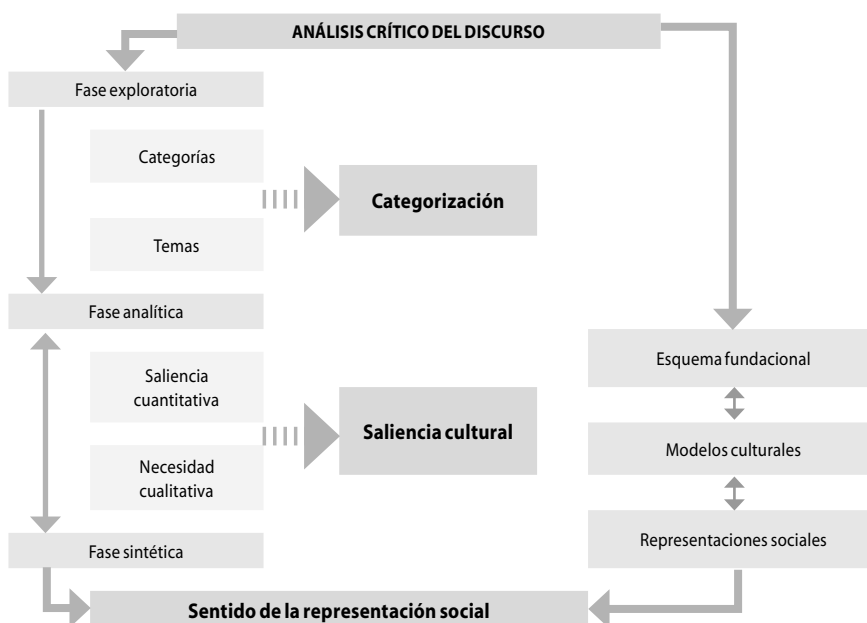 ANÁLISIS CRÍTICO DEL DISCURSO
Fase exploratoria
Categorías
Categorización
Temas
Fase analítica
Saliencia
cuantitativa
Saliencia cultural
Necesidad
cualitativa
Fase sintética
Esquema fundacional
Modelos culturales
Representaciones sociales
Sentido de la representación social